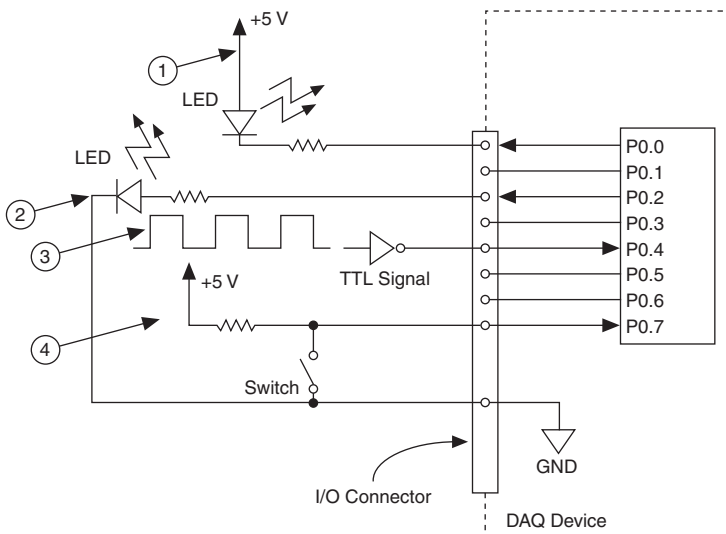 +5 V
1
LED
LED
P0.0
P0.1
2
P0.2
P0.3
3
P0.4
TTL Signal
P0.5
+5 V
P0.6
4
P0.7
Switch
GND
I/O Connector
DAQ Device